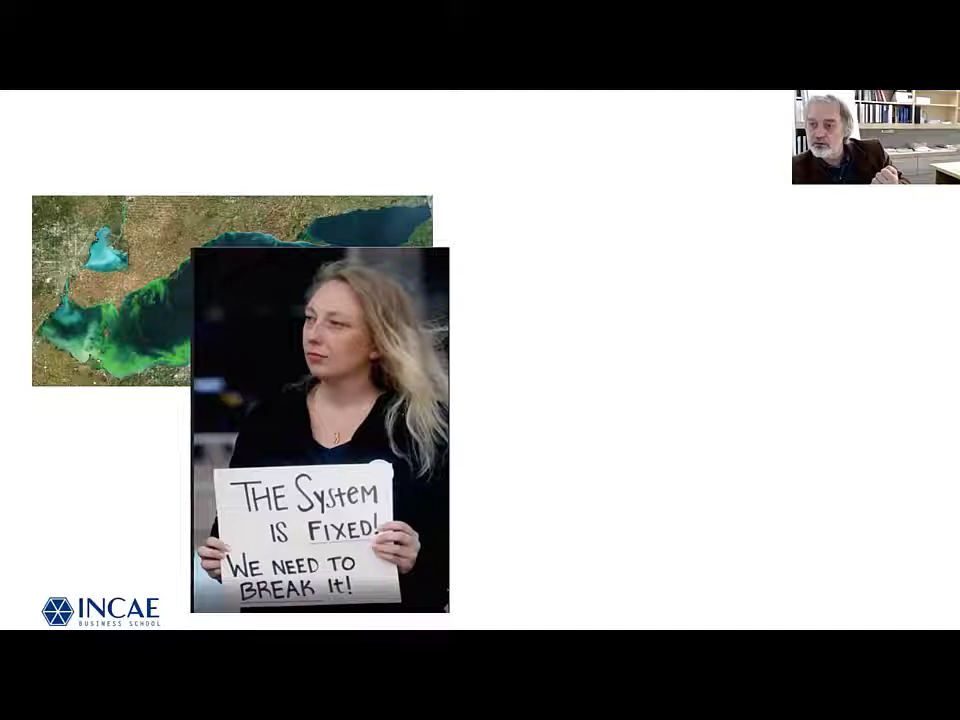 THE SYSTEM
IS FIXED!
WE NEED TO
BREAK It!
INCAE
BUSINESS SCHOOL